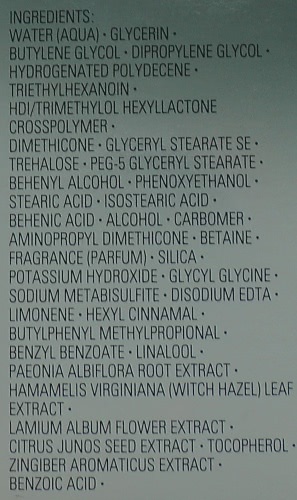 INGREDIENTS:
WATER (AQUA) • GLYCERIN •
BUTYLENE GLYCOL • DIPROPYLENE GLYCOL •
HYDROGENATED POLYDECENE •
TRIETHYLHEXANOIN •
HDI/TRIMETHYLOL HEXYLLACTONE
CROSSPOLYMER •
DIMETHICONE • GLYCERYL STEARATE SE •
TREHALOSE • PEG-5 GLYCERYL STEARATE •
BEHENYL ALCOHOL • PHENOXYETHANOL •
STEARIC ACID • ISOSTEARIC ACID •
BEHENIC ACID • ALCOHOL • CARBOMER •
AMINOPROPYL DIMETHICONE • BETAINE •
FRAGRANCE (PARFUM) • SILICA •
POTASSIUM HYDROXIDE • GLYCYL GLYCINE •
SODIUM METABISULFITE • DISODIUM EDTA •
LIMONENE • HEXYL CINNAMAL •
BUTYLPHENYL METHYLPROPIONAL •
BENZYL BENZOATE • LINALOOL •
PAEONIA ALBIFLORA ROOT EXTRACT •
HAMAMELIS VIRGINIANA (WITCH HAZEL) LEAF
EXTRACT •
LAMIUM ALBUM FLOWER EXTRACT •
CITRUS JUNOS SEED EXTRACT • TOCOPHEROL •
ZINGIBER AROMATICUS EXTRACT •
BENZOIC ACID •